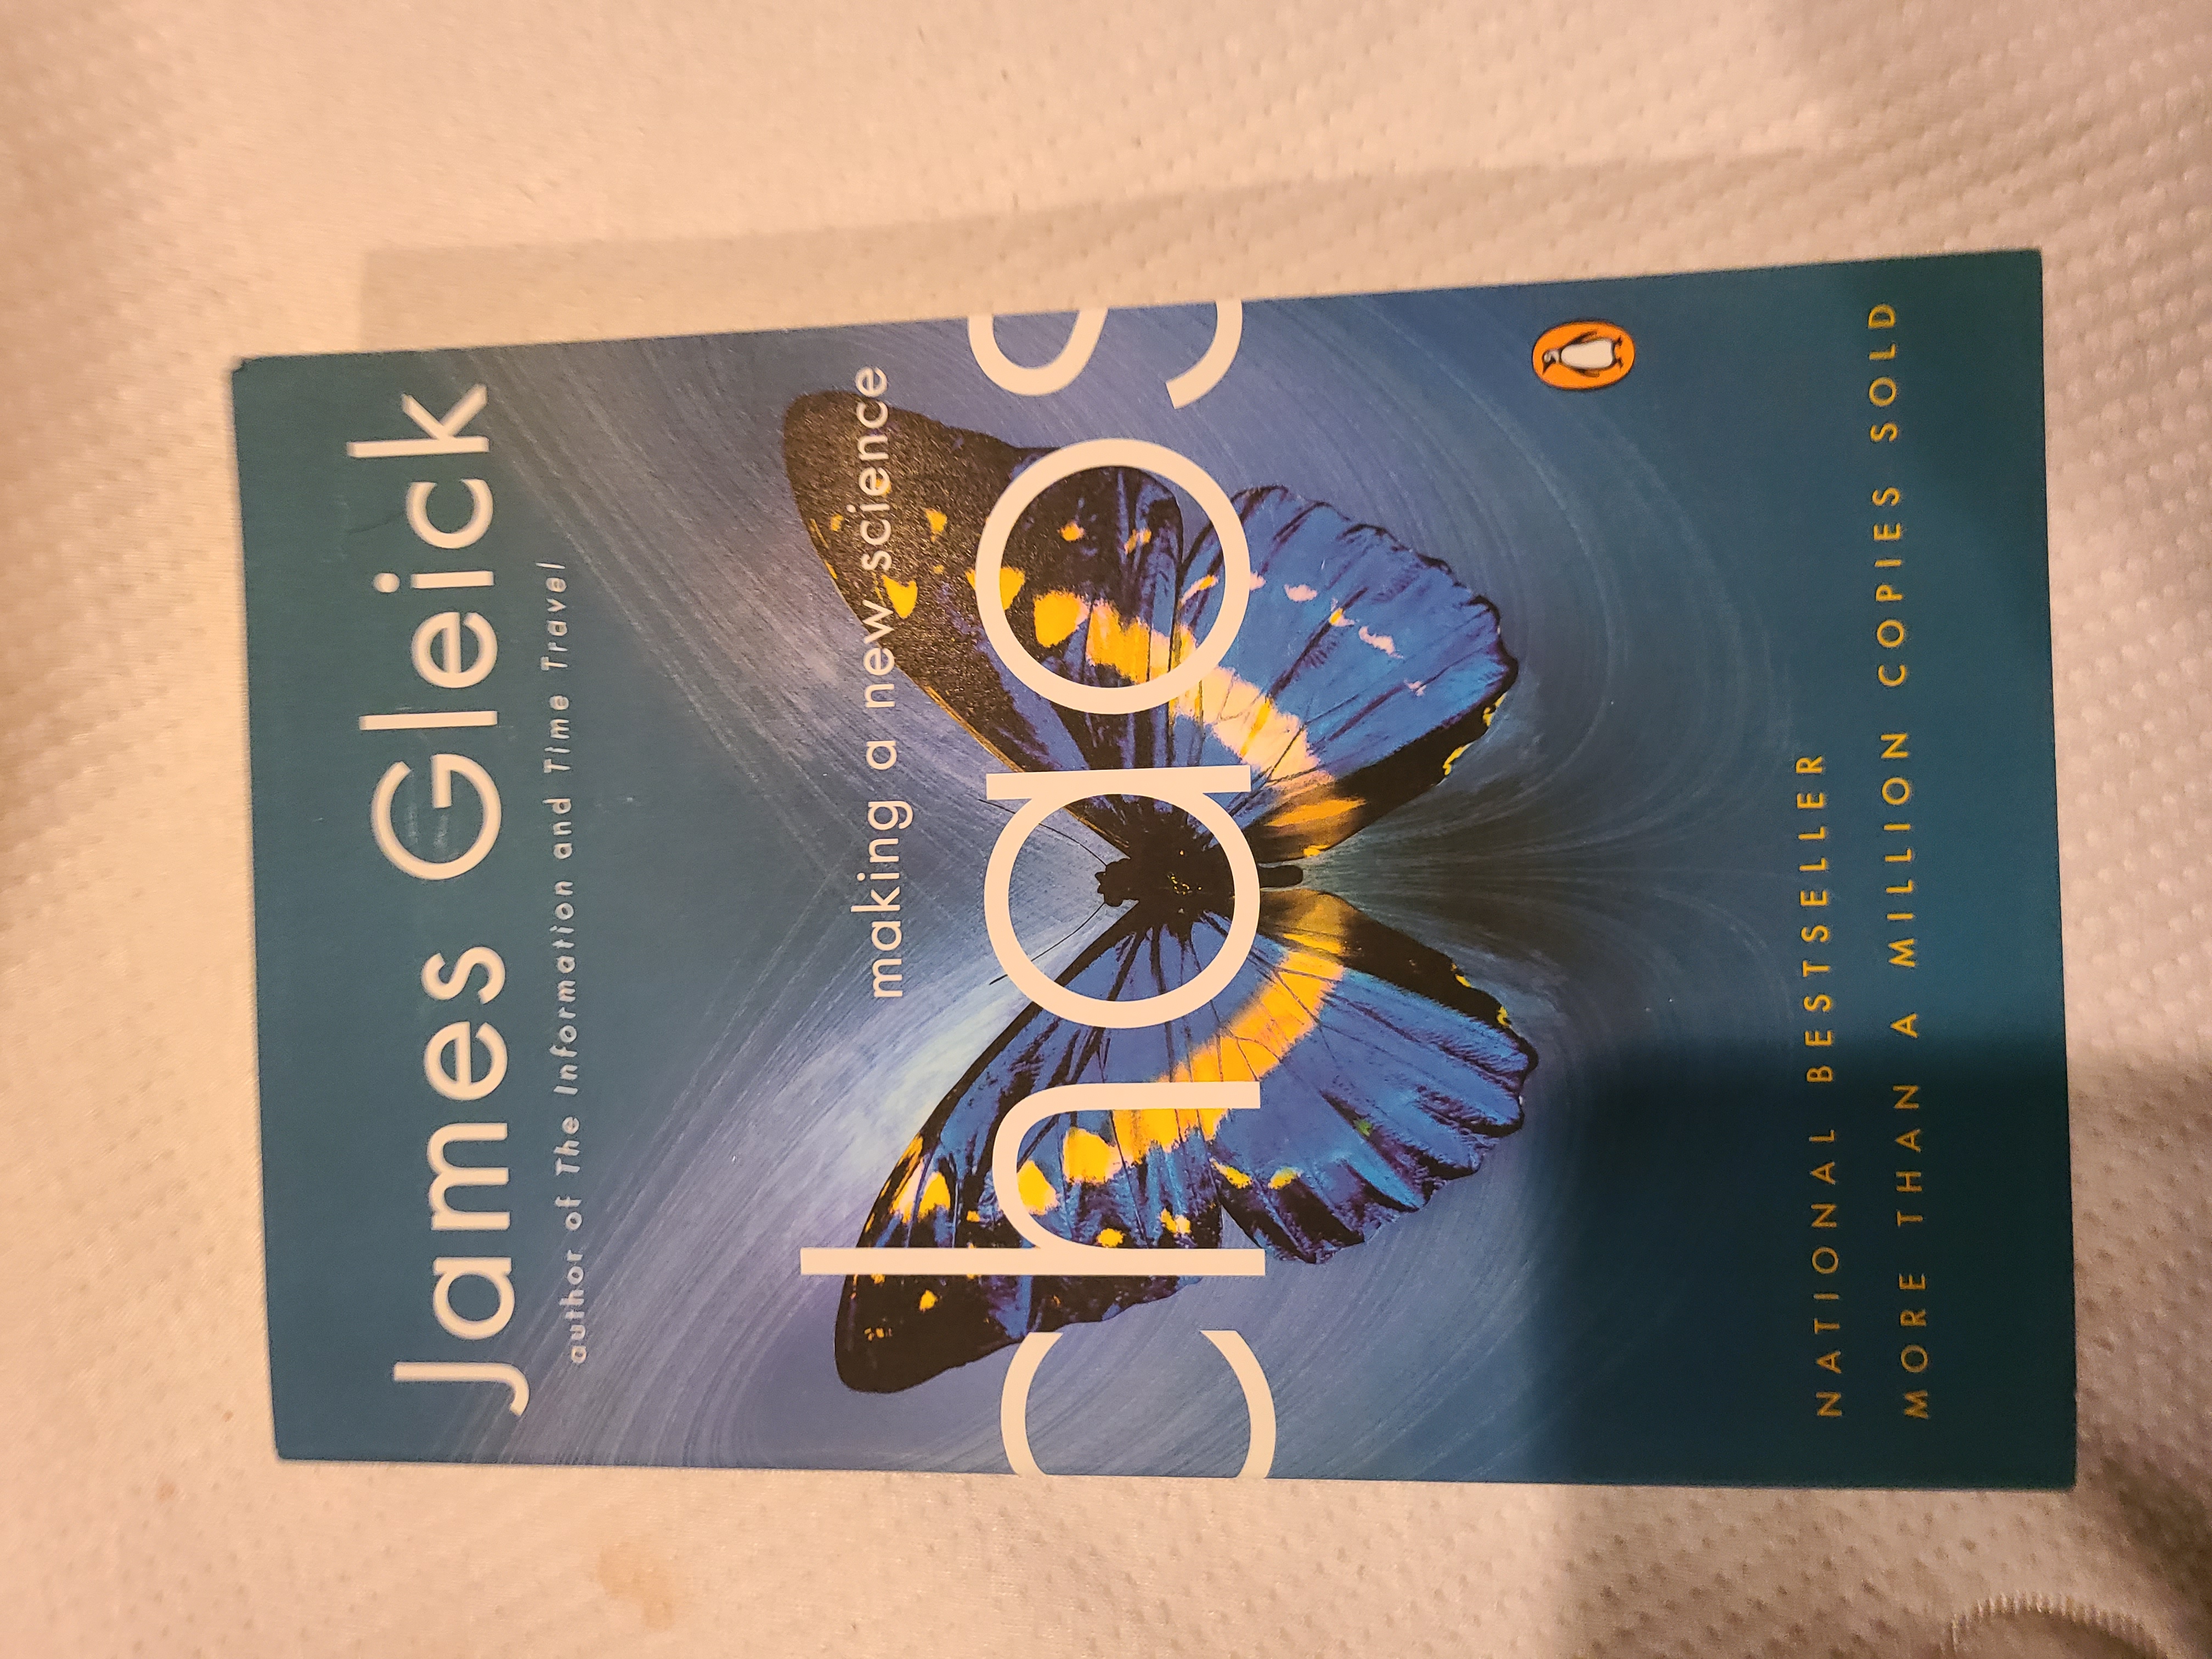 James Gleick
author of The Information and Time Travel
making a new science
chaos
NATIONAL BESTSELLER
MORE THAN A MILLION COPIES SOLD